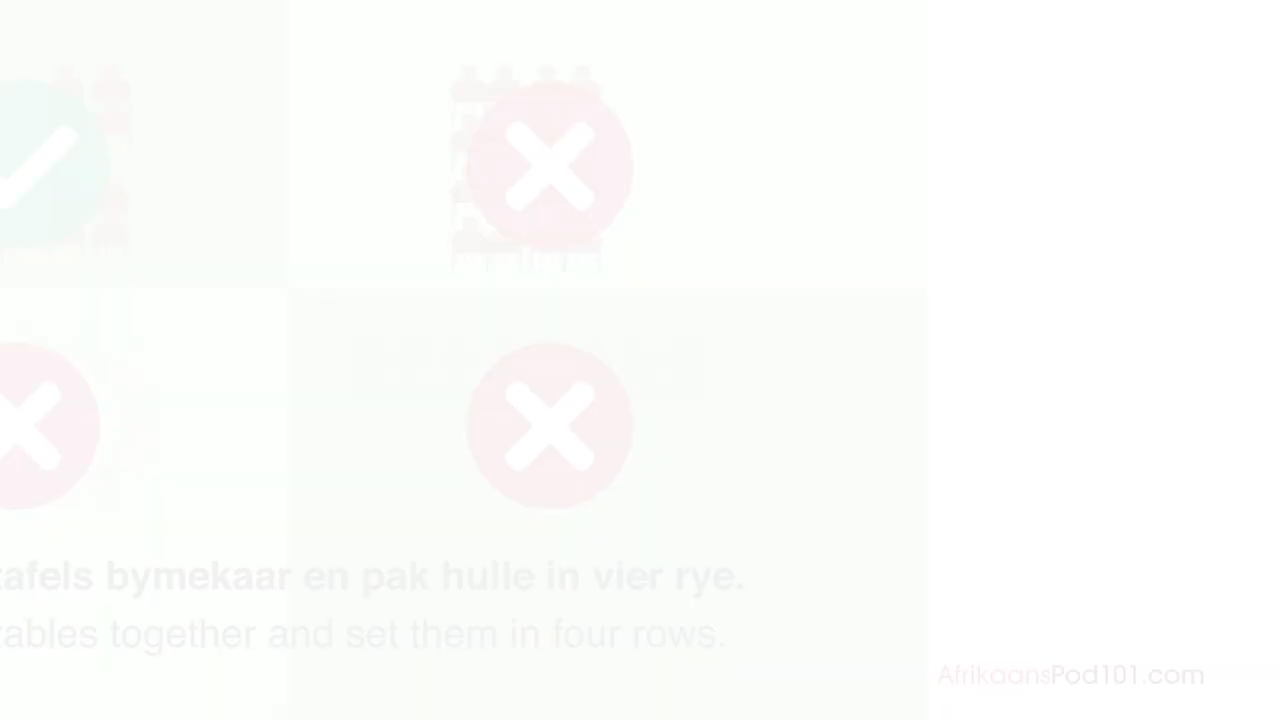 tafels bymekaar en pak hulle in vier rye.
tables together and set them in four rows.
AfrikaansPod101.com